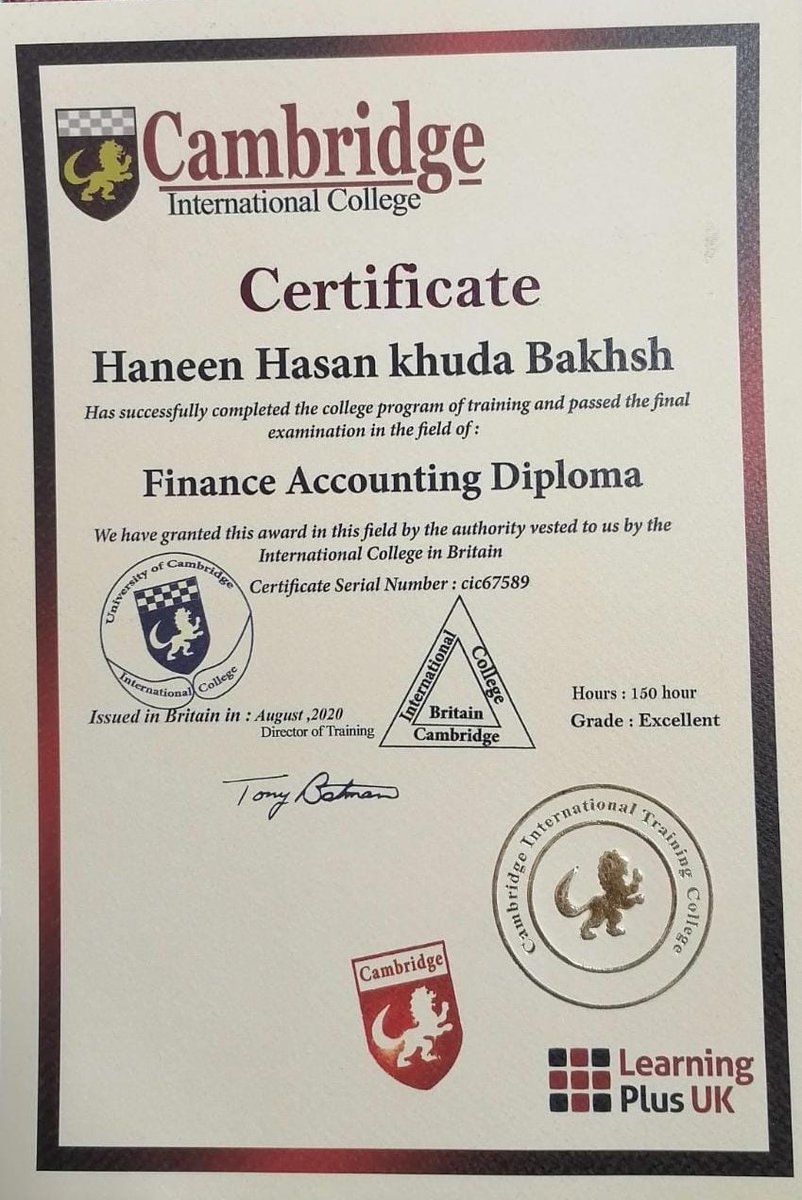 Cambridge
International College
Certificate
Haneen Hasan khuda Bakhsh
Has successfully completed the college program of training and passed the final
examination in the field of :
Finance Accounting Diploma
We have granted this award in this field by the authority vested to us by the
International College in Britain
Certificate Serial Number : cic67589
University of Cambridge
International College
International College
Britain
Cambridge
Hours : 150 hour
Grade : Excellent
Issued in Britain in : August ,2020
Director of Training
Tony Batman
Cambridge International Training College
Cambridge
Learning
Plus UK